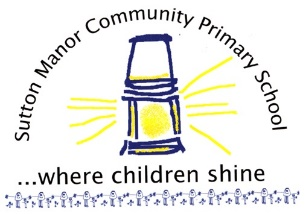 Sutton Manor Community Primary School
...where children shine